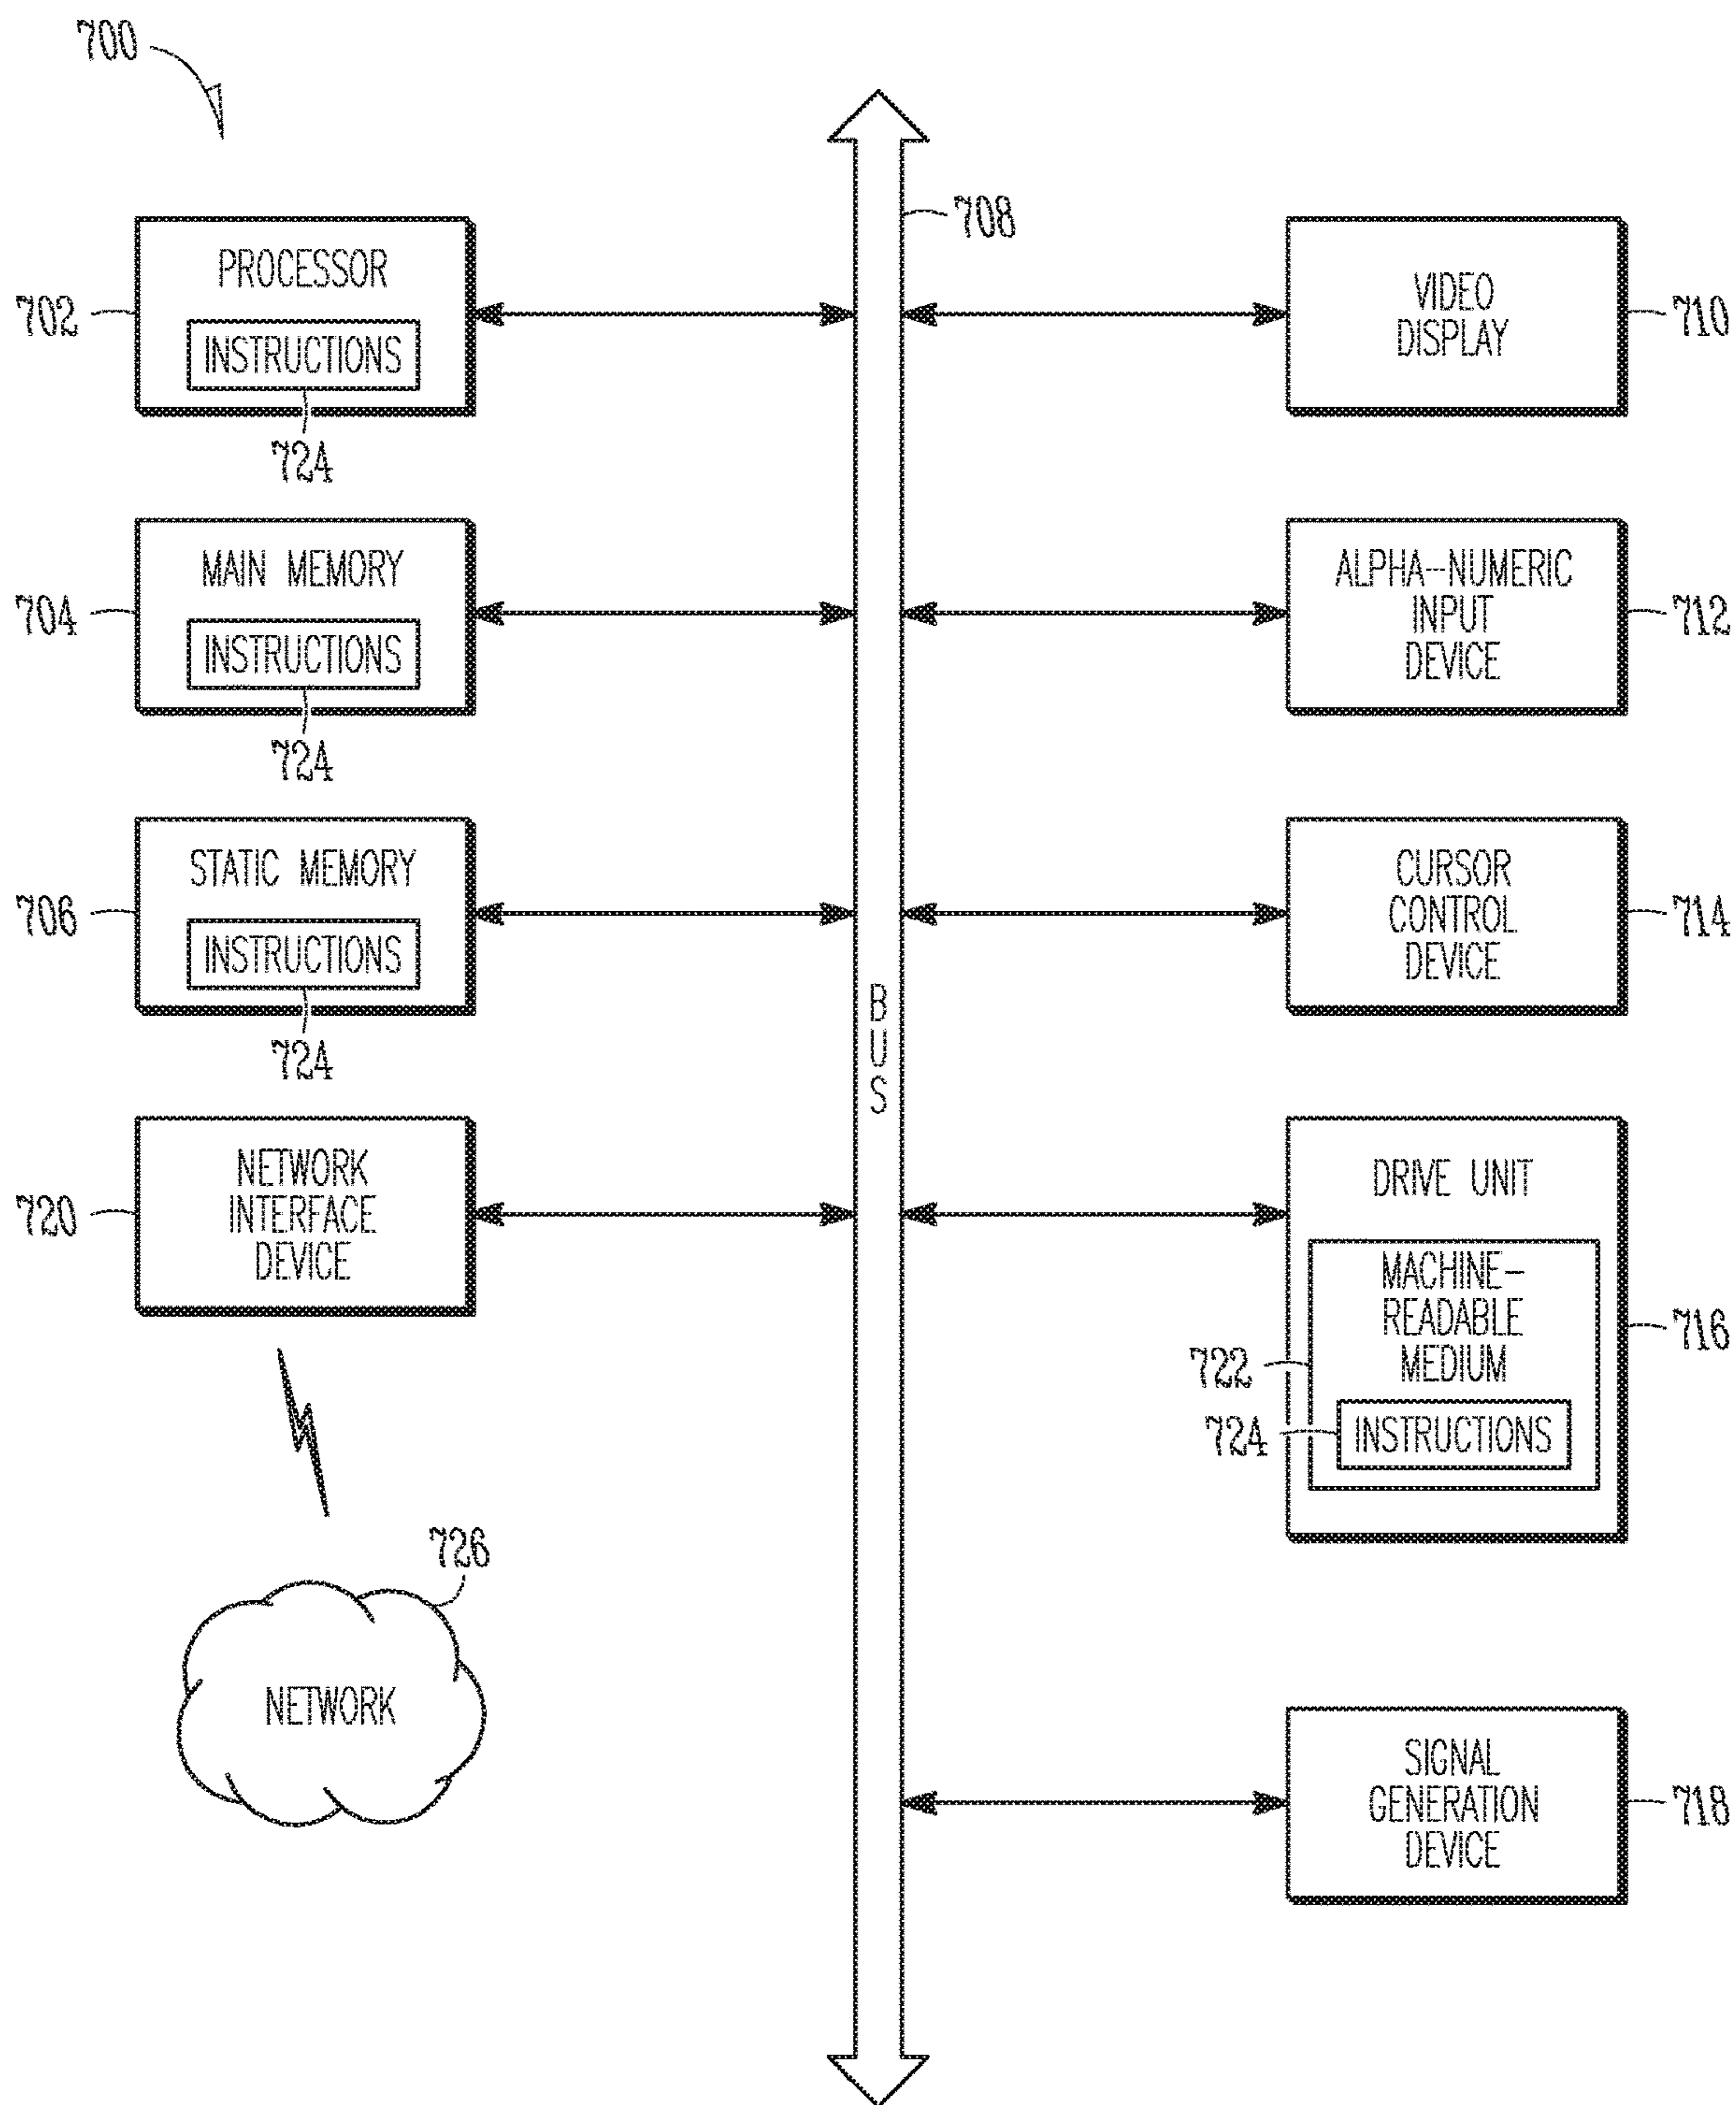 700
708
PROCESSOR
INSTRUCTIONS
702
724
VIDEO
DISPLAY
710
MAIN MEMORY
INSTRUCTIONS
704
724
ALPHA-NUMERIC
INPUT
DEVICE
712
STATIC MEMORY
INSTRUCTIONS
706
724
CURSOR
CONTROL
DEVICE
714
BUS
NETWORK
INTERFACE
DEVICE
720
DRIVE UNIT
MACHINE-
READABLE
MEDIUM
716
722
724
INSTRUCTIONS
726
NETWORK
SIGNAL
GENERATION
DEVICE
718